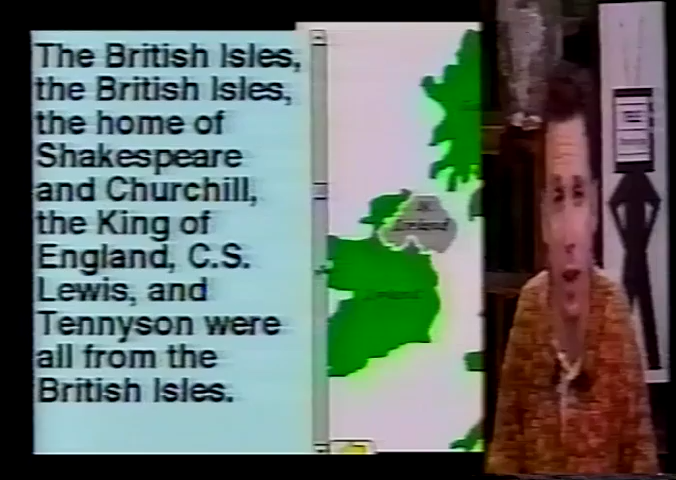 The British Isles,
the British Isles,
the home of
Shakespeare
and Churchill,
the King of
England, C.S.
Lewis, and
Tennyson were
all from the
British Isles.
Ireland